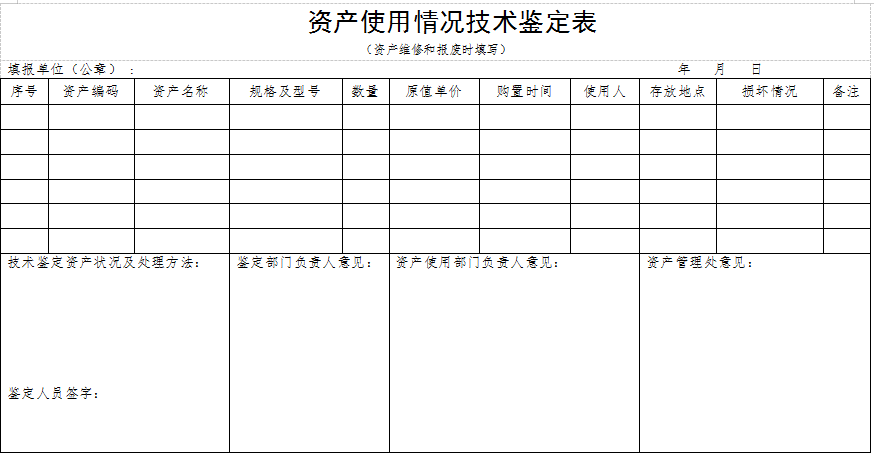 资产使用情况技术鉴定表
（资产维修和报废时填写）
填报单位（公章）： 年 月 日
序号 资产编码 资产名称 规格及型号 数量 原值单价 购置时间 使用人 存放地点 损坏情况 备注
技术鉴定资产状况及处理方法： 鉴定部门负责人意见： 资产使用部门负责人意见： 资产管理处意见：
鉴定人员签字：